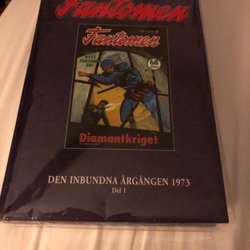 Fantomen
Fantomen
Diamantkriget
DEN INBUNDNA ÅRGÅNGEN 1973
Del 1